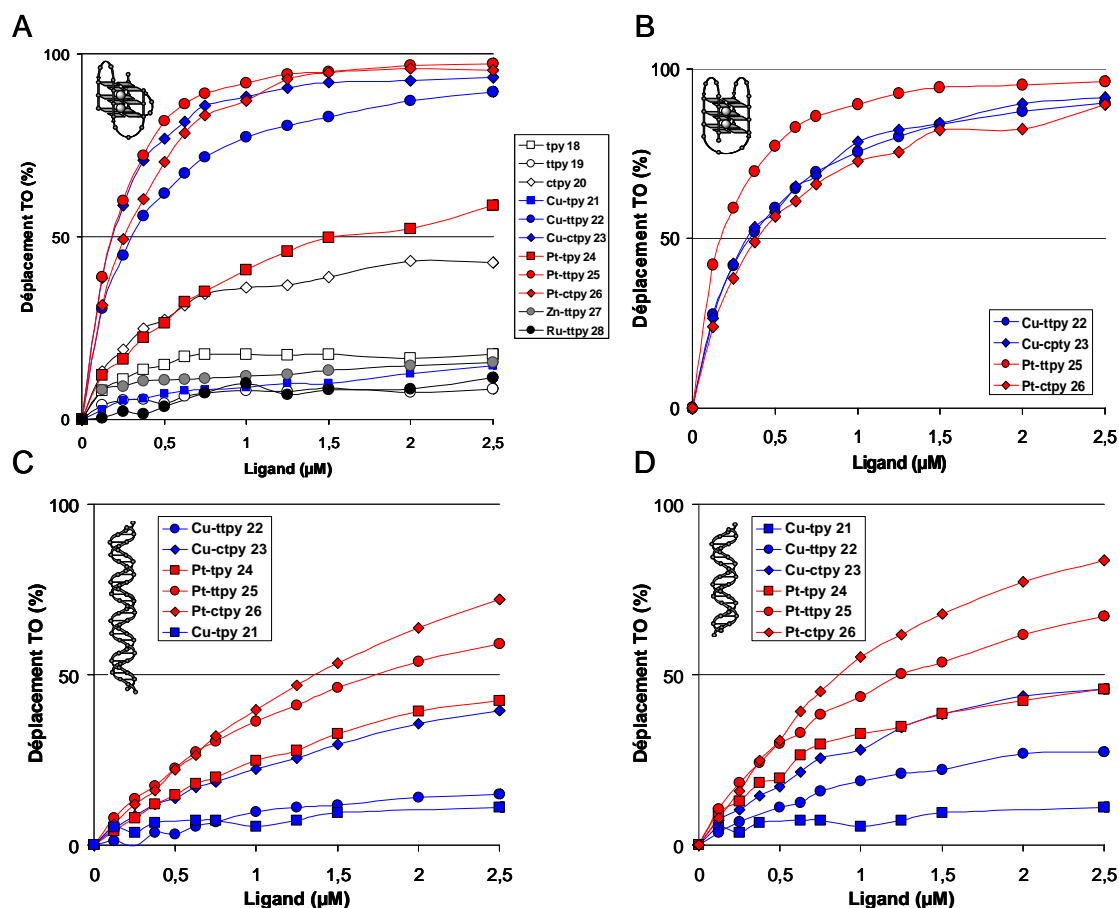 A
Déplacement TO (%)
100
50
0
0
0,5
1
1,5
2
2,5
Ligand (µM)
tpy 18
ttpy 19
ctpy 20
Cu-tpy 21
Cu-ttpy 22
Cu-ctpy 23
Pt-tpy 24
Pt-ttpy 25
Pt-ctpy 26
Zn-ttpy 27
Ru-ttpy 28
B
Déplacement TO (%)
100
50
0
0
0,5
1
1,5
2
2,5
Ligand (µM)
Cu-ttpy 22
Cu-cpty 23
Pt-ttpy 25
Pt-ctpy 26
C
Déplacement TO (%)
100
50
0
0
0,5
1
1,5
2
2,5
Ligand (µM)
Cu-ttpy 22
Cu-ctpy 23
Pt-tpy 24
Pt-ttpy 25
Pt-ctpy 26
Cu-tpy 21
D
Déplacement TO (%)
100
50
0
0
0,5
1
1,5
2
2,5
Ligand (µM)
Cu-tpy 21
Cu-ttpy 22
Cu-ctpy 23
Pt-tpy 24
Pt-ttpy 25
Pt-ctpy 26